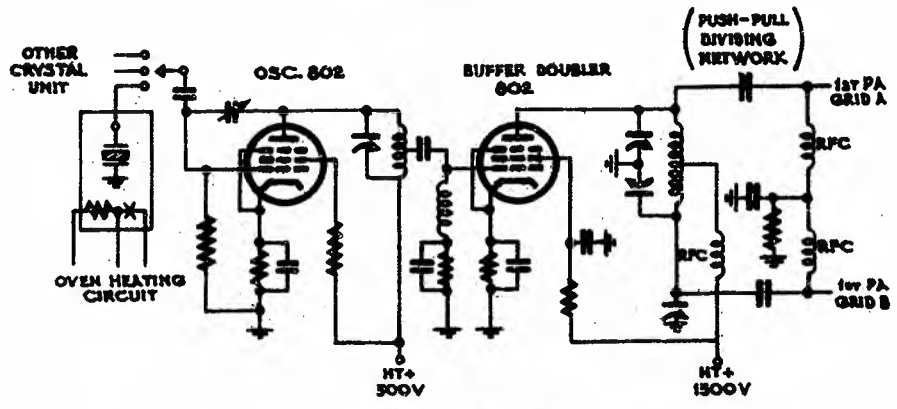 OTHER
CRYSTAL
UNIT
OSC. 802
BUFFER DOUBLER
802
(PUSH-PULL
DIVIDING
NETWORK)
1ST PA
GRID A
RFC
RFC
RFC
1ST PA
GRID B
OVEN HEATING
CIRCUIT
HT+
500V
HT+
1500V